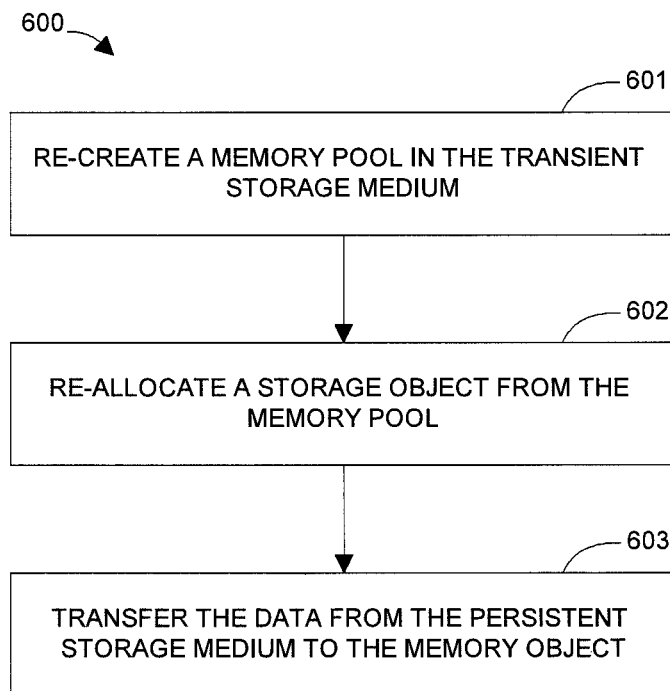 600
601
RE-CREATE A MEMORY POOL IN THE TRANSIENT
STORAGE MEDIUM
602
RE-ALLOCATE A STORAGE OBJECT FROM THE
MEMORY POOL
603
TRANSFER THE DATA FROM THE PERSISTENT
STORAGE MEDIUM TO THE MEMORY OBJECT